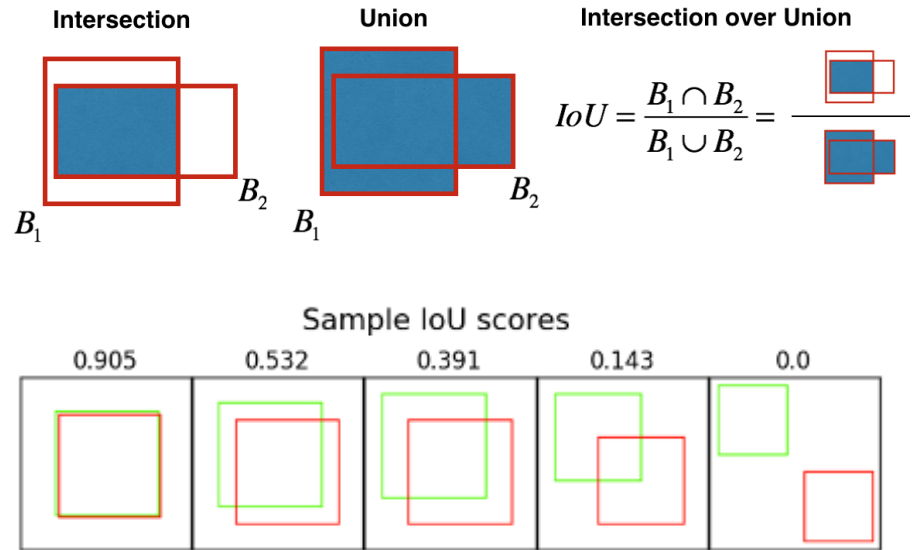 Intersection
Union
Intersection over Union
B₁
B₂
B₁
B₂
IoU = B₁ ∩ B₂ / B₁ ∪ B₂ =
Sample IoU scores
0.905 0.532 0.391 0.143 0.0